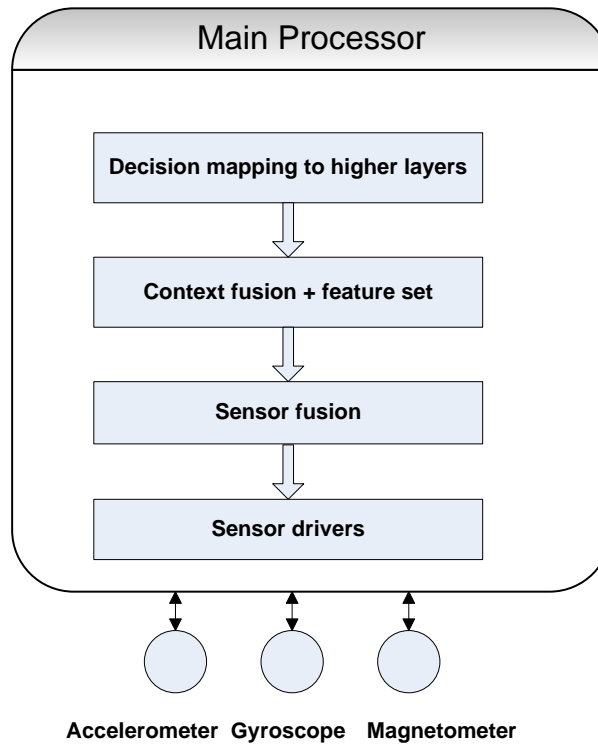 Main Processor
Decision mapping to higher layers
Context fusion + feature set
Sensor fusion
Sensor drivers
Accelerometer Gyroscope Magnetometer